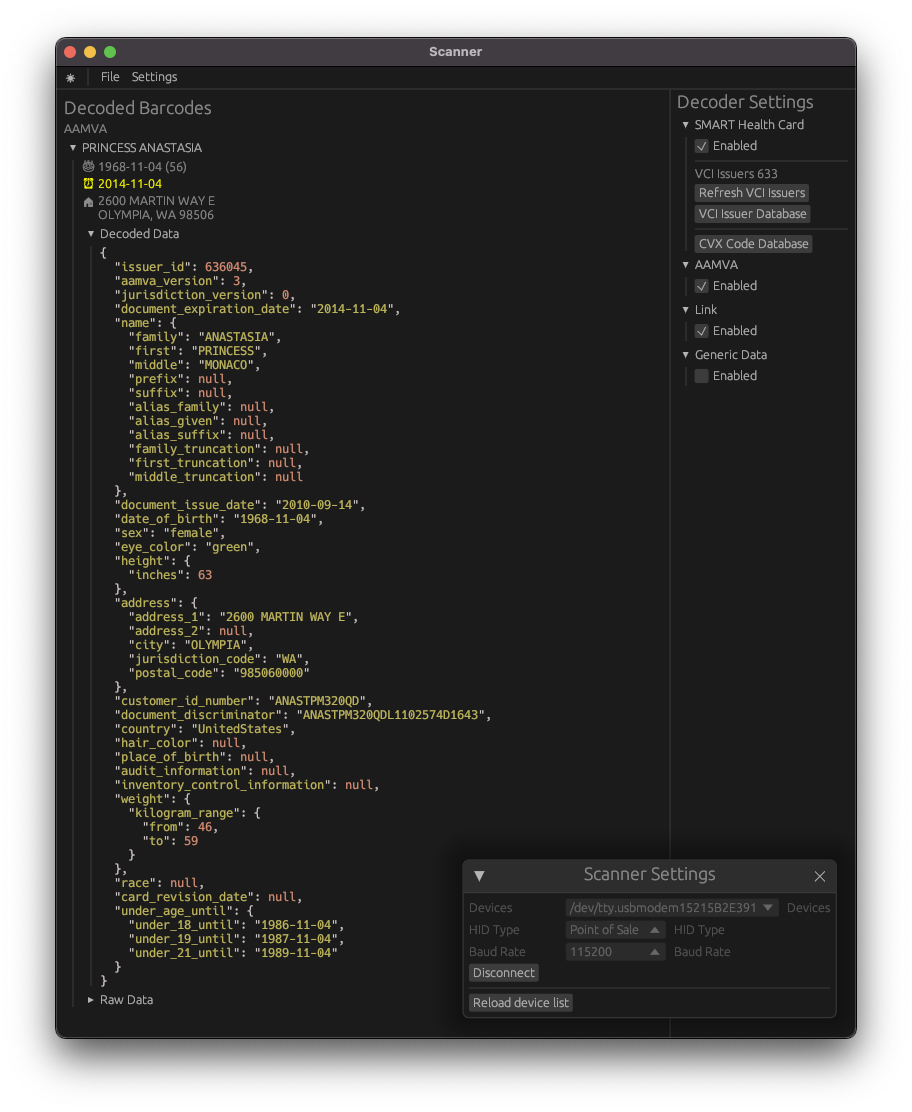 Scanner
File Settings
Decoded Barcodes
AAMVA
PRINCESS ANASTASIA
1968-11-04 (56)
2014-11-04
2600 MARTIN WAY E
OLYMPIA, WA 98506
Decoded Data
{
"issuer_id": 636045,
"aamva_version": 3,
"jurisdiction_version": 0,
"document_expiration_date": "2014-11-04",
"name": {
"family": "ANASTASIA",
"first": "PRINCESS",
"middle": "MONACO",
"prefix": null,
"suffix": null,
"alias_family": null,
"alias_given": null,
"alias_suffix": null,
"family_truncation": null,
"first_truncation": null,
"middle_truncation": null
},
"document_issue_date": "2010-09-14",
"date_of_birth": "1968-11-04",
"sex": "female",
"eye_color": "green",
"height": {
"inches": 63
},
"address": {
"address_1": "2600 MARTIN WAY E",
"address_2": null,
"city": "OLYMPIA",
"jurisdiction_code": "WA",
"postal_code": "985060000"
},
"customer_id_number": "ANASTPM320QD",
"document_discriminator": "ANASTPM320QDL1102574D1643",
"country": "UnitedStates",
"hair_color": null,
"place_of_birth": null,
"audit_information": null,
"inventory_control_information": null,
"weight": {
"kilogram_range": {
"from": 46,
"to": 59
}
},
"race": null,
"card_revision_date": null,
"under_age_until": {
"under_18_until": "1986-11-04",
"under_19_until": "1987-11-04",
"under_21_until": "1989-11-04"
}
}
Raw Data
Decoder Settings
SMART Health Card
Enabled
VCI Issuers 633
Refresh VCI Issuers
VCI Issuer Database
CVX Code Database
AAMVA
Enabled
Link
Enabled
Generic Data
Enabled
Scanner Settings
Devices /dev/tty.usbmodem15215B2E391 Devices
HID Type Point of Sale HID Type
Baud Rate 115200 Baud Rate
Disconnect
Reload device list